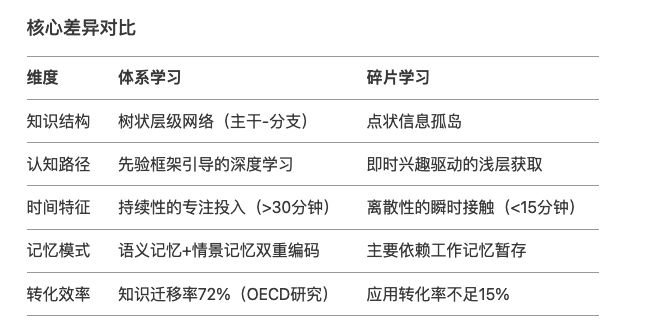 核心差异对比
维度 体系学习 碎片学习
知识结构 树状层级网络（主干-分支） 点状信息孤岛
认知路径 先验框架引导的深度学习 即时兴趣驱动的浅层获取
时间特征 持续性的专注投入（>30分钟） 离散性的瞬时接触（<15分钟）
记忆模式 语义记忆+情景记忆双重编码 主要依赖工作记忆暂存
转化效率 知识迁移率72%（OECD研究） 应用转化率不足15%